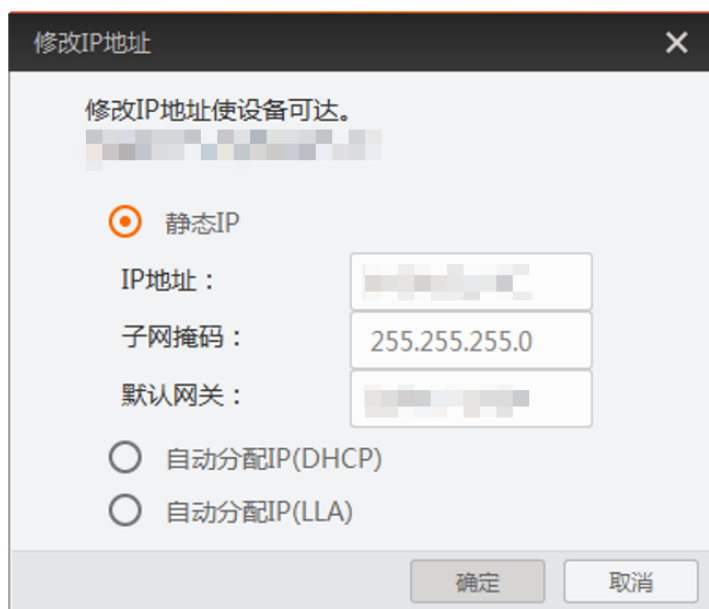 修改IP地址
修改IP地址使设备可达。
静态IP
IP地址：
子网掩码： 255.255.255.0
默认网关：
自动分配IP(DHCP)
自动分配IP(LLA)
确定 取消